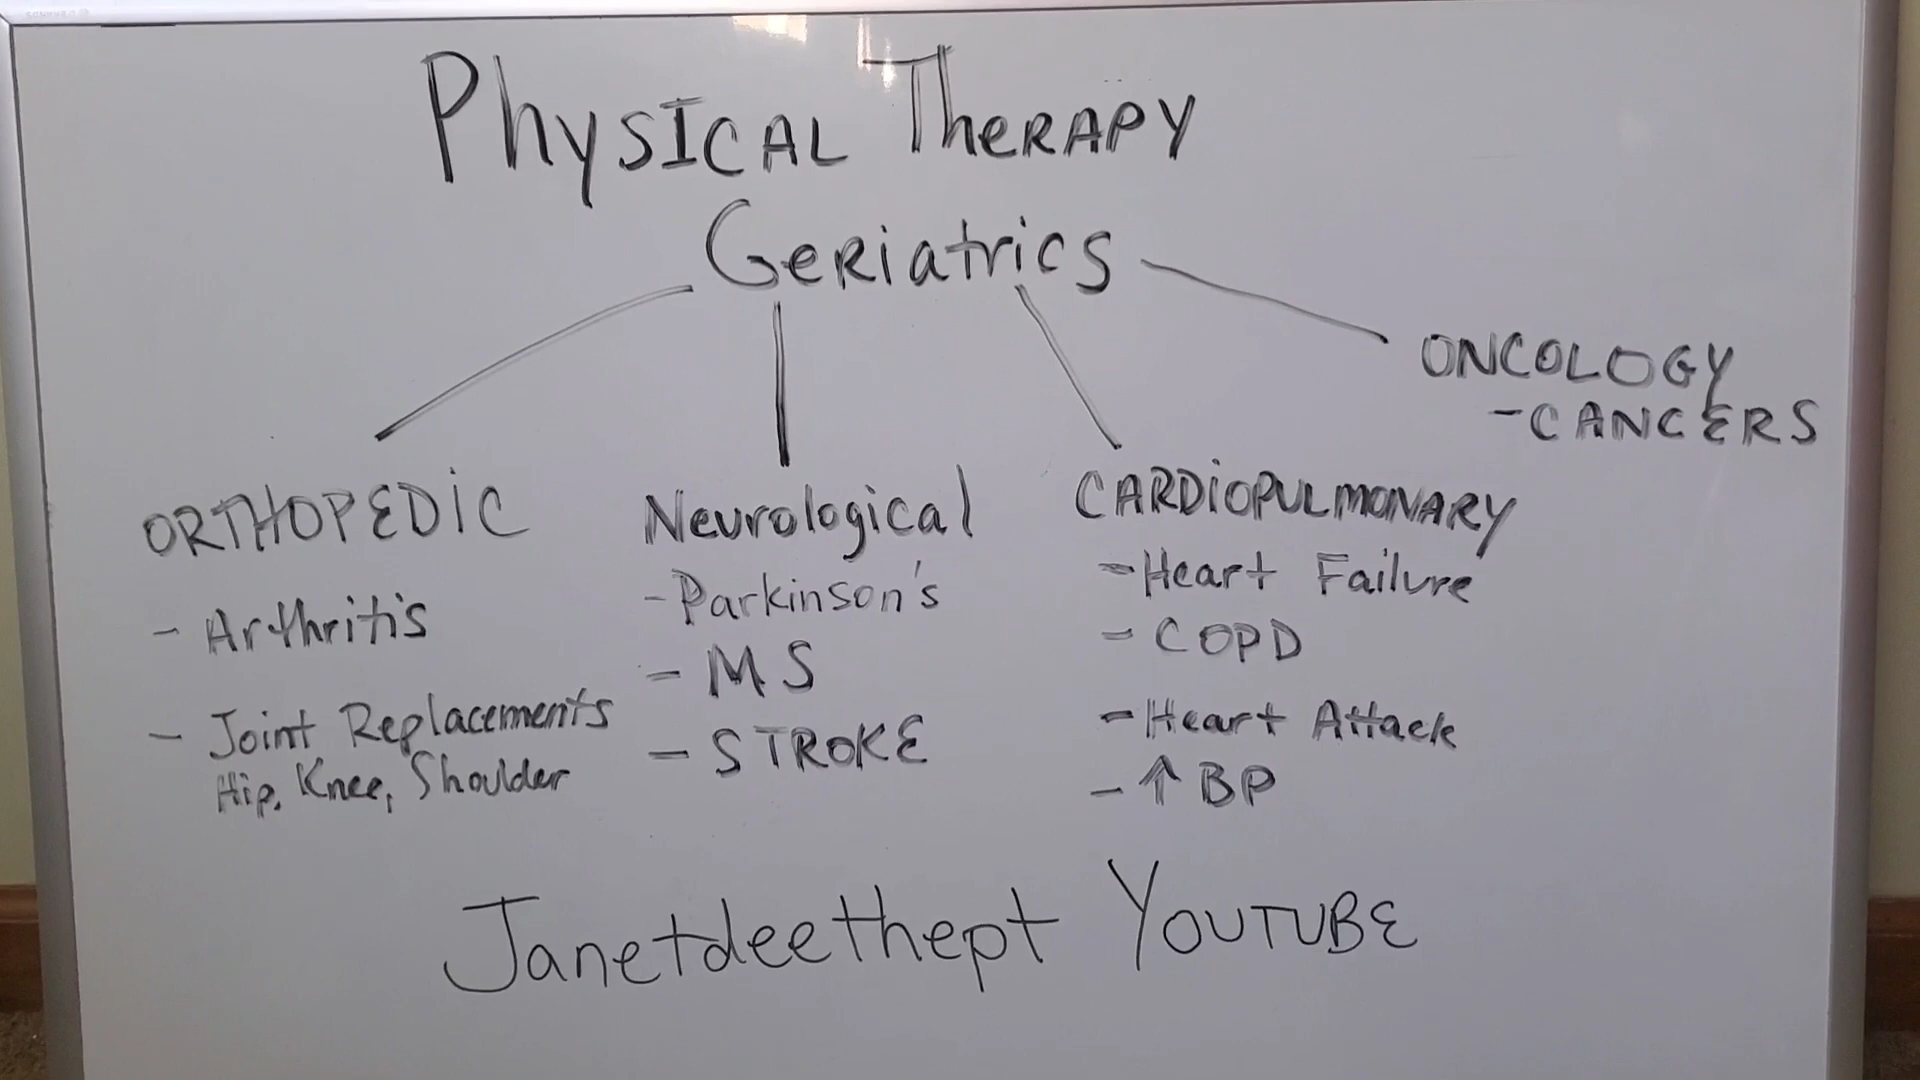 PhysICAL TheRAPY
GeRiatrics
ONCOLOGY
- CANCERS
ORTHOPEDiC
- Arthritis
- Joint Replacements
Hip, Knee, Shoulder
Neurological
- Parkinson's
- MS
- STROKE
CARDiOPULMONARY
- Heart Failure
- COPD
- Heart Attack
- ↑ BP
Janetdeethept YOUTUBE